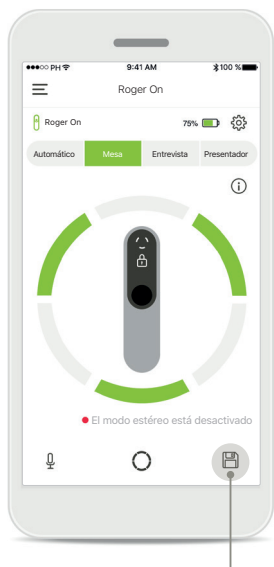 PH 9:41 AM 100 %
Roger On
Roger On 75%
Automático Mesa Entrevista Presentador
El modo estéreo está desactivado